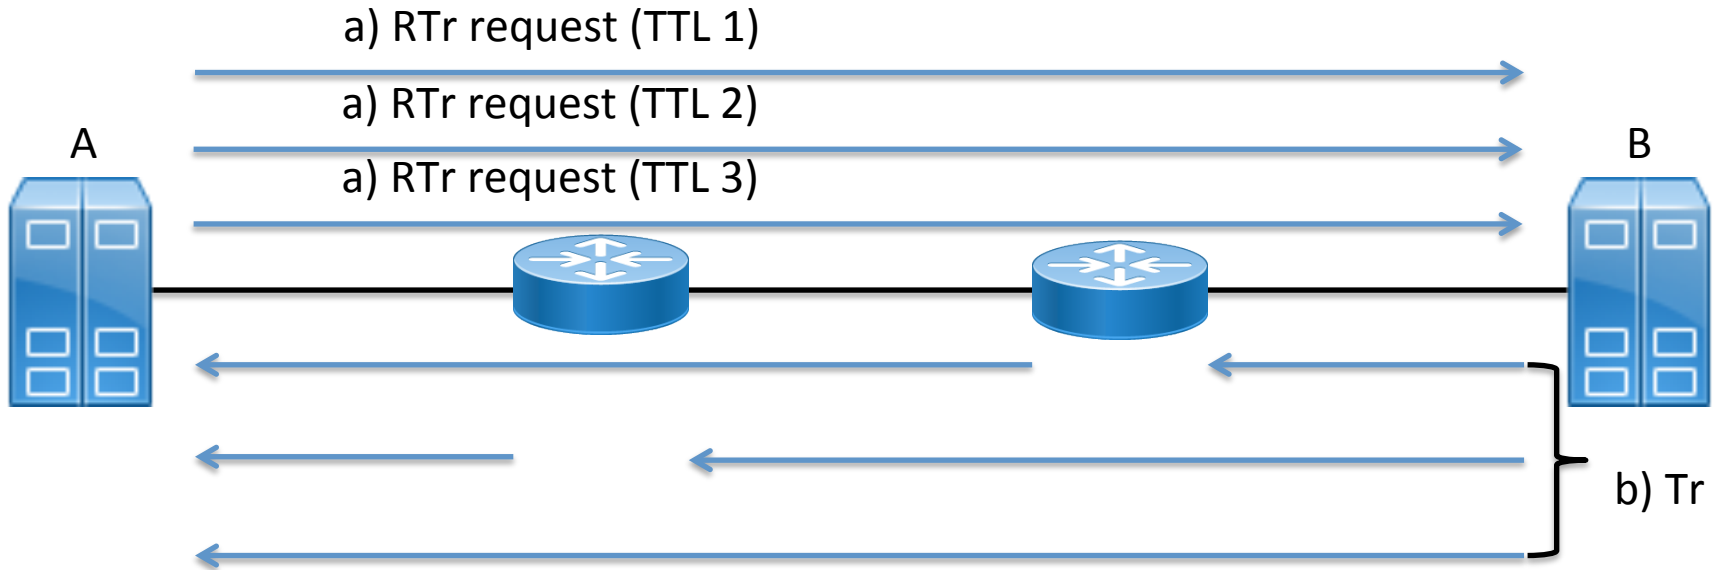 a) RTr request (TTL 1)
a) RTr request (TTL 2)
A
B
a) RTr request (TTL 3)
b) Tr